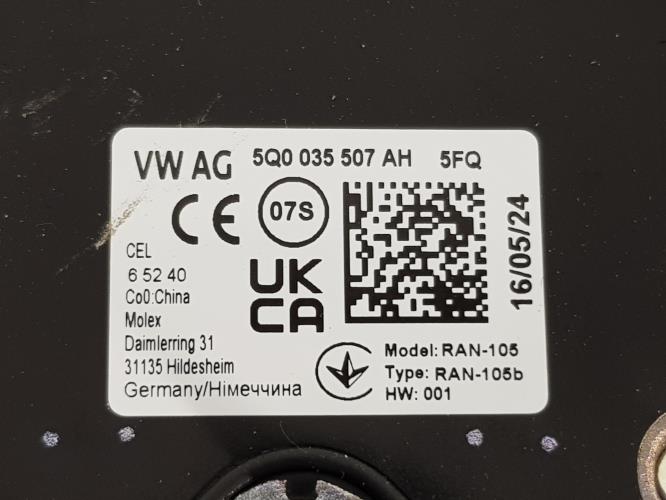 VW AG 5Q0 035 507 AH 5FQ
CE 07S
16/05/24
CEL
6 52 40
Co0:China
Molex
Daimlerring 31
31135 Hildesheim
Germany/Німеччина
UK
CA
Model: RAN-105
Type: RAN-105b
HW: 001